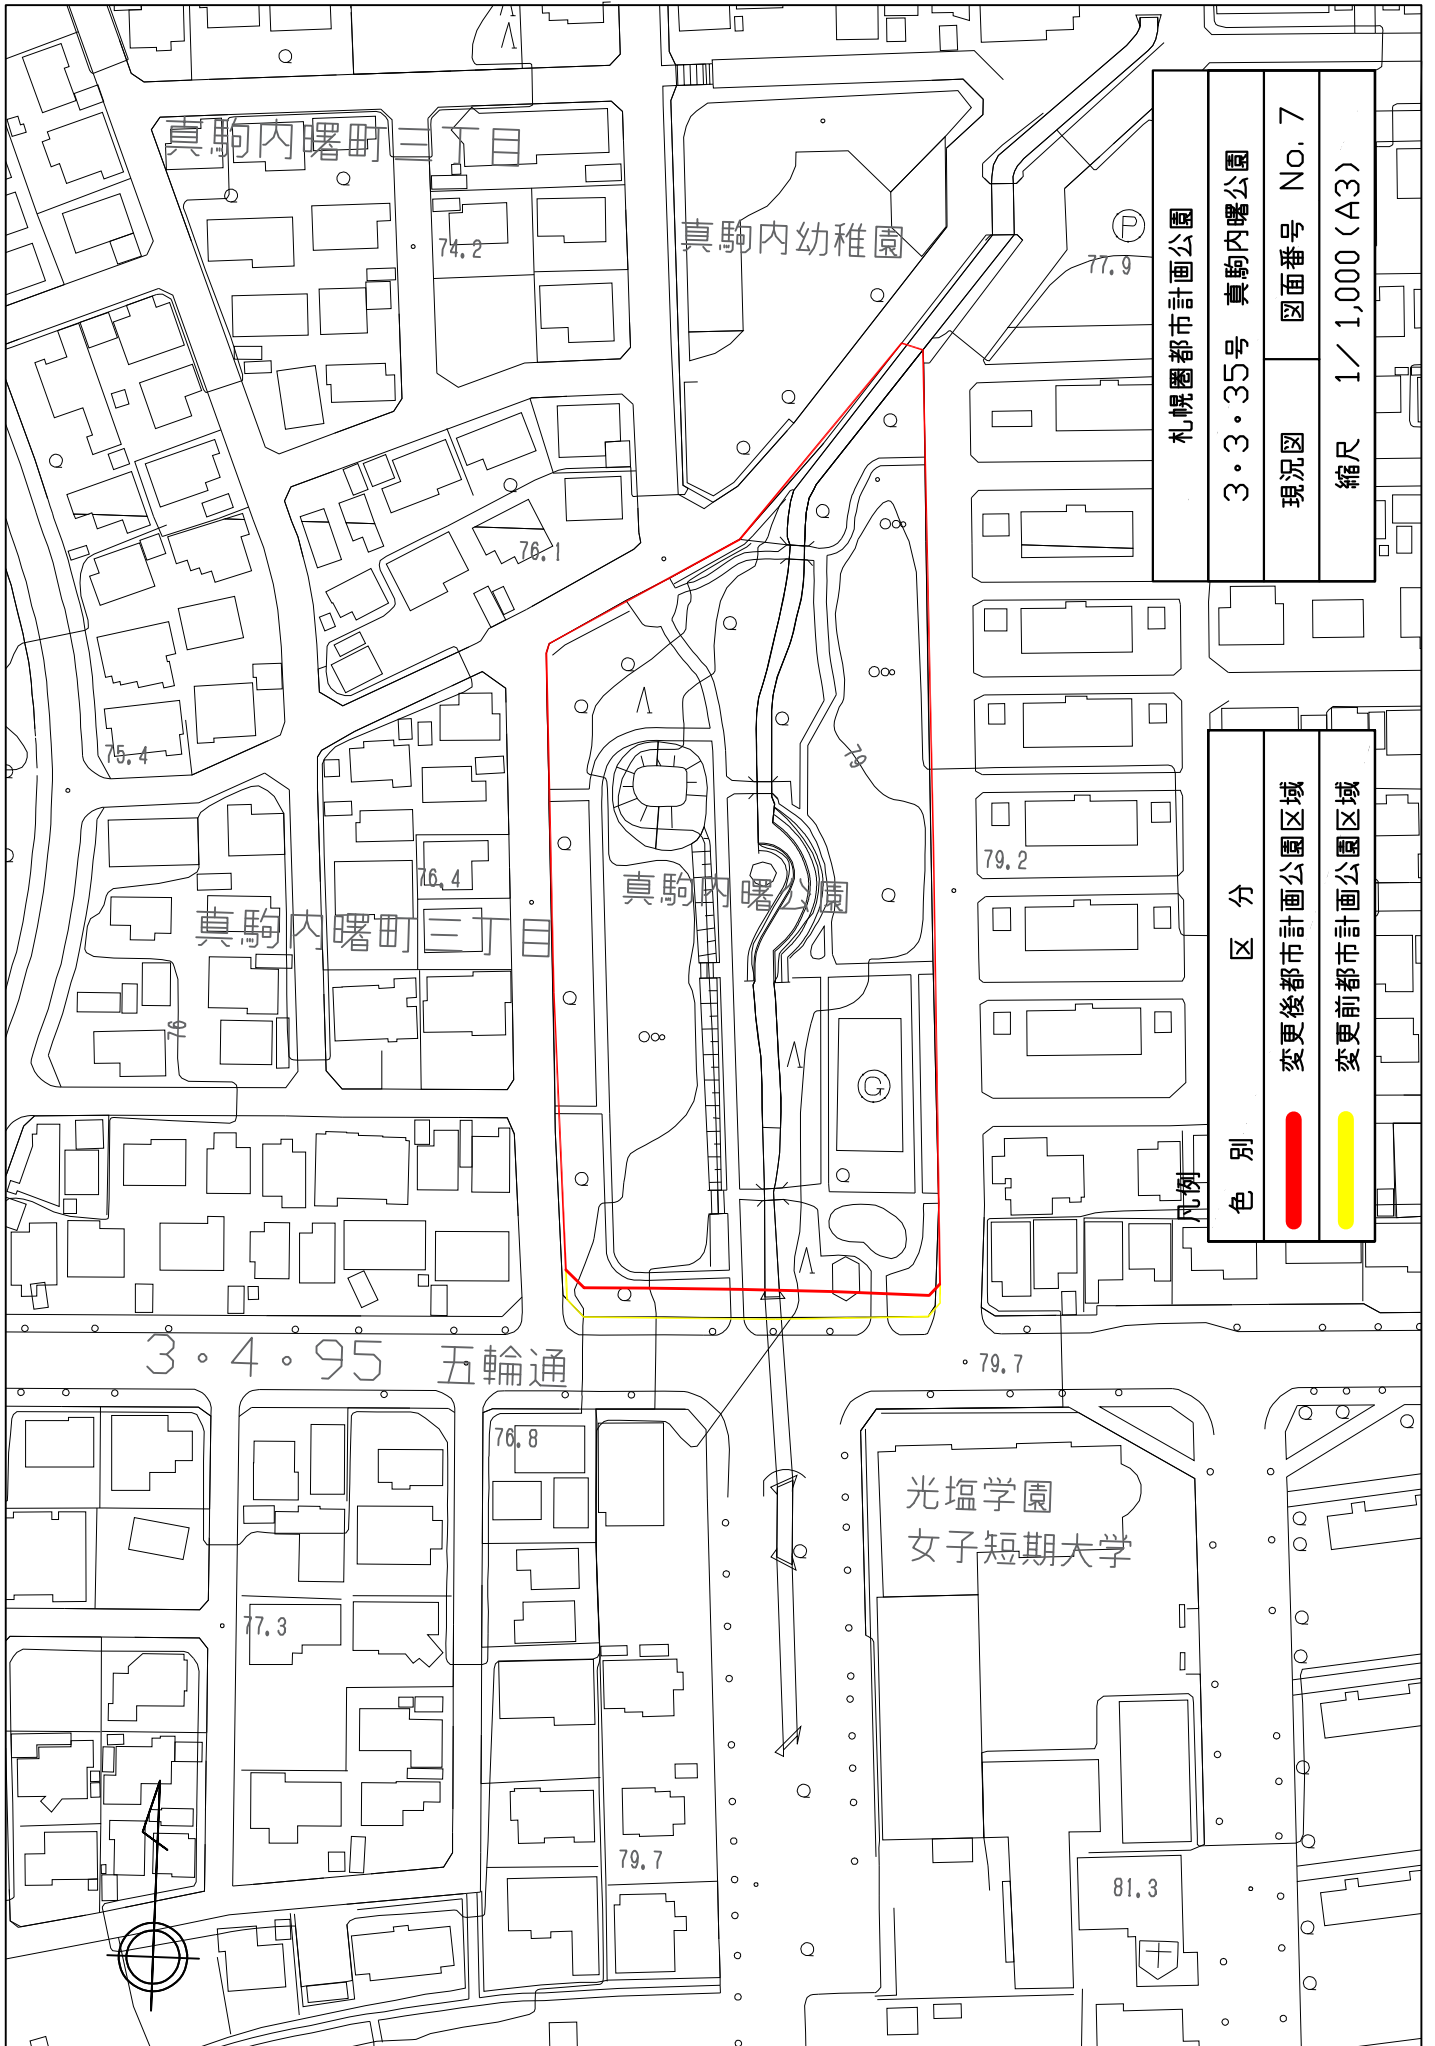 札幌圏都市計画公園
3・3・35号 真駒内曙公園
現況図 図面番号 No. 7
縮尺 1/1,000(A3)
凡例
色別 区分
変更後都市計画公園区域
変更前都市計画公園区域
真駒内曙町三丁目
74.2
真駒内幼稚園
P
77.9
76.1
75.4
79
76.4
真駒内曙公園
79.2
真駒内曙町三丁目
76
G
3・4・95 五輪通
79.7
76.8
光塩学園
女子短期大学
77.3
79.7
81.3